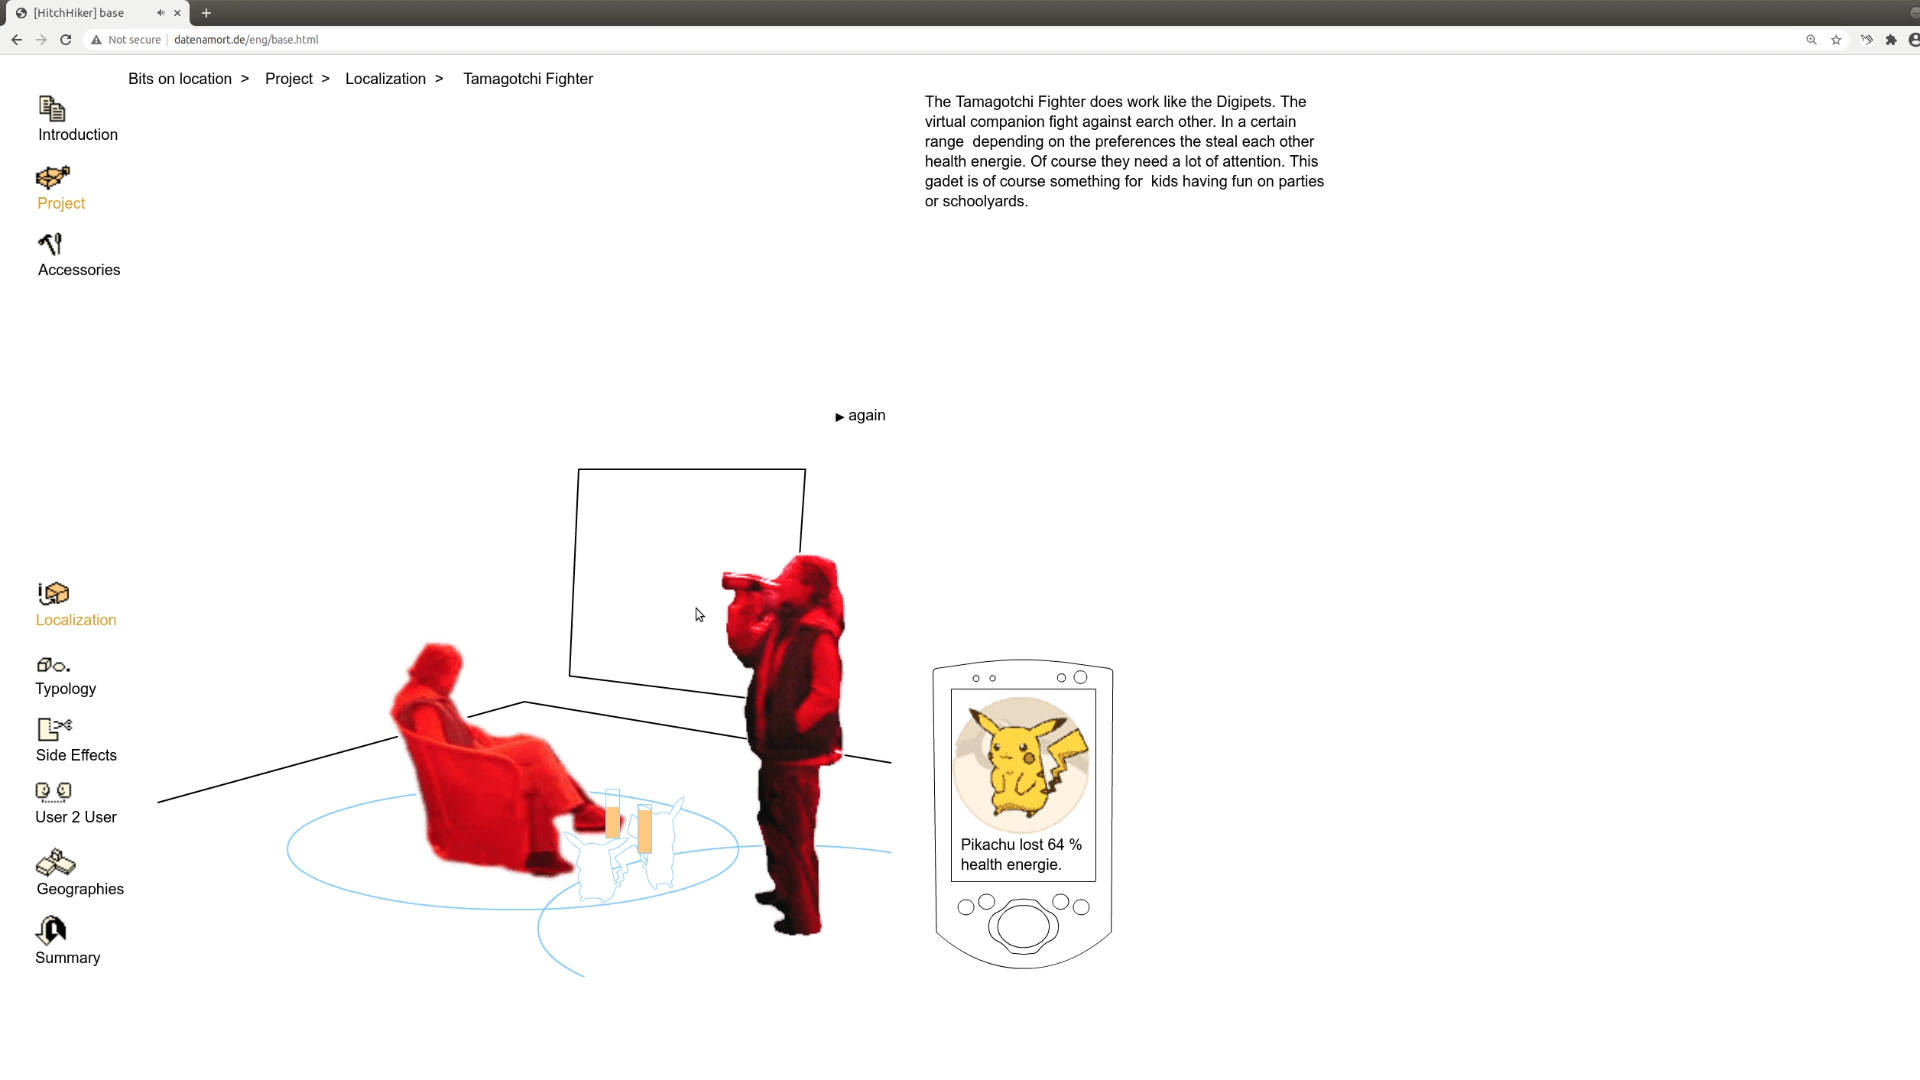 [HitchHiker] base
Not secure datenamort.de/eng/base.html
Bits on location > Project > Localization > Tamagotchi Fighter
Introduction
Project
Accessories
The Tamagotchi Fighter does work like the Digipets. The
virtual companion fight against earch other. In a certain
range  depending on the preferences the steal each other
health energie. Of course they need a lot of attention. This
gadet is of course something for  kids having fun on parties
or schoolyards.
▶ again
Localization
Typology
Side Effects
User 2 User
Geographies
Summary
Pikachu lost 64 %
health energie.